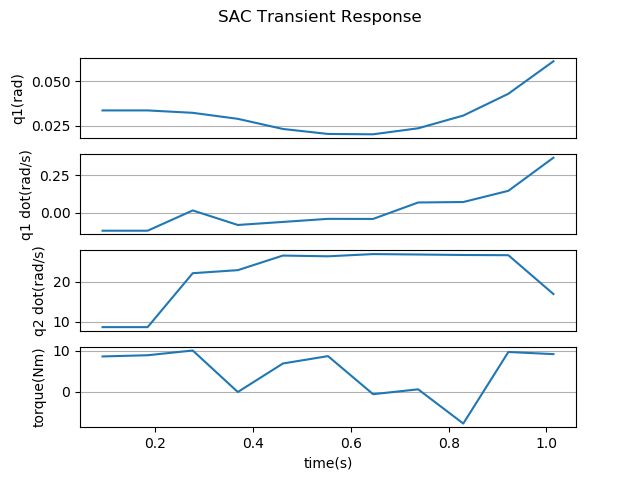 SAC Transient Response
0.050
0.025
q1(rad)
0.25
0.00
q1 dot(rad/s)
20
10
q2 dot(rad/s)
10
0
torque(Nm)
0.2 0.4 0.6 0.8 1.0
time(s)